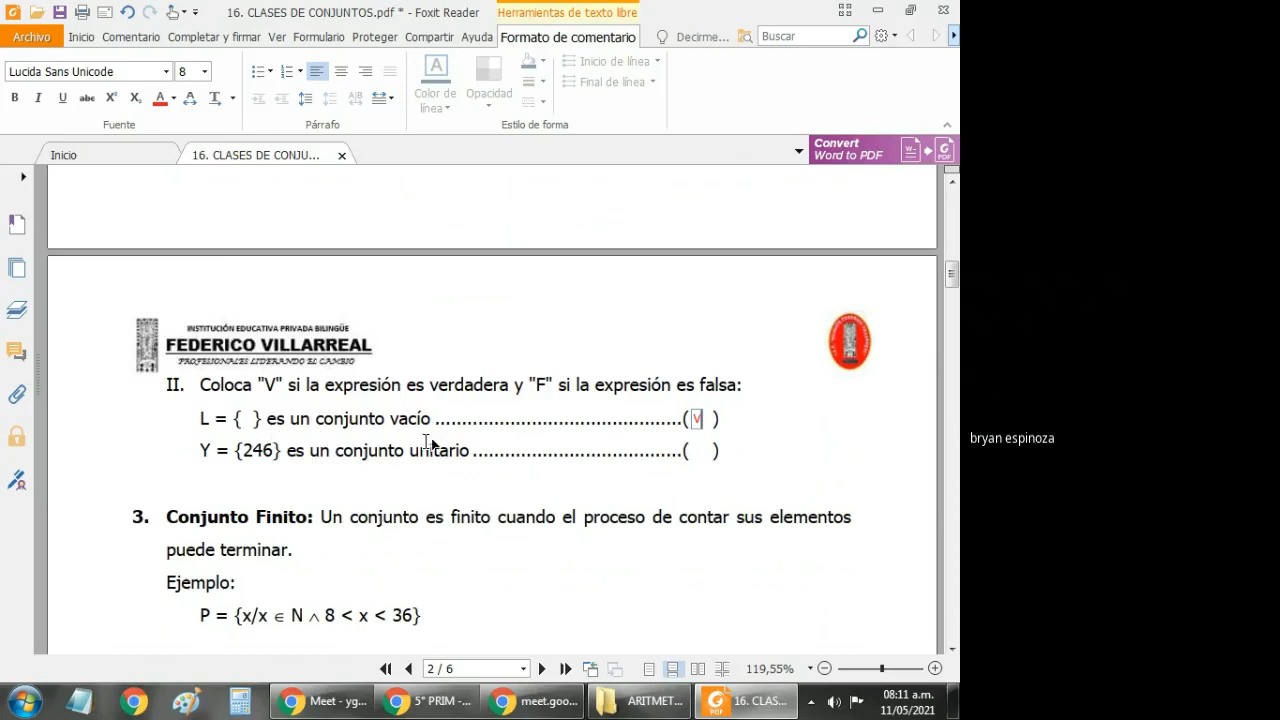 16. CLASES DE CONJUNTOS.pdf * - Foxit Reader
Herramientas de texto libre
Archivo Inicio Comentario Completar y firmar Ver Formulario Proteger Compartir Ayuda Formato de comentario Decirme... Buscar
Lucida Sans Unicode 8
Color de línea
Opacidad
Inicio de línea
Final de línea
Fuente Párrafo Estilo de forma
Inicio 16. CLASES DE CONJU...
Convert
Word to PDF
INSTITUCIÓN EDUCATIVA PRIVADA BILINGÜE
FEDERICO VILLARREAL
PROFESIONALES LIDERANDO EL CAMBIO
II. Coloca "V" si la expresión es verdadera y "F" si la expresión es falsa:
L = { } es un conjunto vacío ......................................................(V )
Y = {246} es un conjunto unitario ..............................................( )
3. Conjunto Finito: Un conjunto es finito cuando el proceso de contar sus elementos
puede terminar.
Ejemplo:
P = {x/x ∈ N ∧ 8 < x < 36}
bryan espinoza
2 / 6
119,55%
Meet - yg... 5° PRIM -... meet.goo... ARITMET... 16. CLAS...
08:11 a.m.
11/05/2021